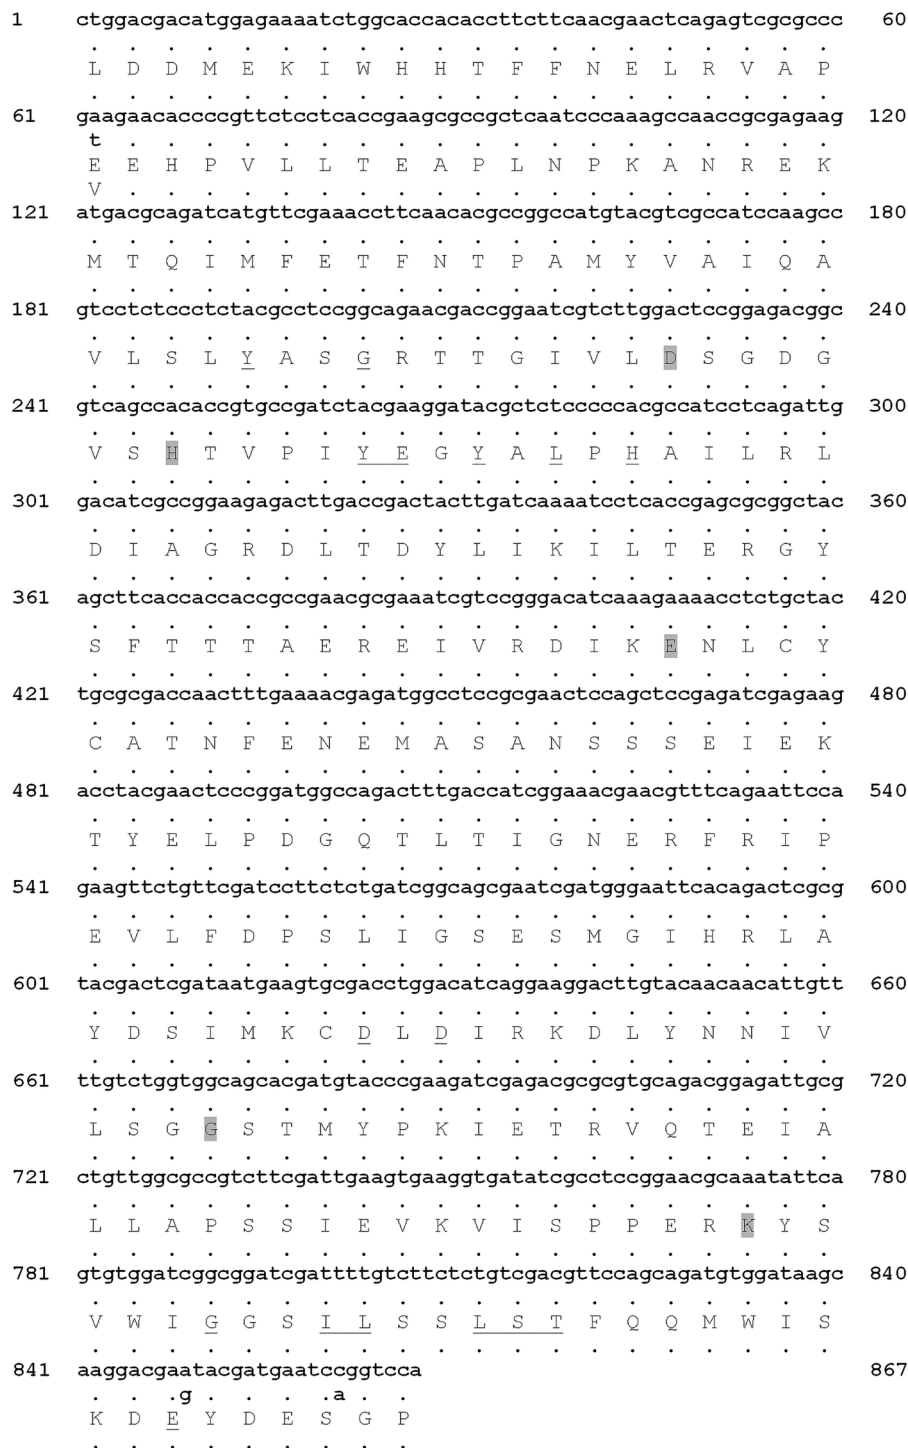 1 ctggacgacatggagaaaatctggcaccacaccttcttcaacgaactcagagtcgcgccc 60
. . . . . . . . . . . . . . . . . . . .
L D D M E K I W H H T F F N E L R V A P
. . . . . . . . . . . . . . . . . . . .
61 gaagaacaccccgttctcctcaccgaagcgccgctcaatcccaaagccaaccgcgagaag 120
t . . . . . . . . . . . . . . . . . . .
E E H P V L L T E A P L N P K A N R E K
V . . . . . . . . . . . . . . . . . . .
121 atgacgcagatcatgttcgaaaccttcaacacgccggccatgtacgtcgccatccaagcc 180
. . . . . . . . . . . . . . . . . . . .
M T Q I M F E T F N T P A M Y V A I Q A
. . . . . . . . . . . . . . . . . . . .
181 gtcctctccctctacgcctccggcagaacgaccggaatcgtcttggactccggagacggc 240
. . . . . . . . . . . . . . . . . . . .
V L S L Y A S G R T T G I V L D S G D G
. . . . . . . . . . . . . . . . . . . .
241 gtcagccacaccgtgccgatctacgaaggatacgctctcccccacgccatcctcagattg 300
. . . . . . . . . . . . . . . . . . . .
V S H T V P I Y E G Y A L P H A I L R L
. . . . . . . . . . . . . . . . . . . .
301 gacatcgccggaagagacttgaccgactacttgatcaaaatcctcaccgagcgcggctac 360
. . . . . . . . . . . . . . . . . . . .
D I A G R D L T D Y L I K I L T E R G Y
. . . . . . . . . . . . . . . . . . . .
361 agcttcaccaccaccgccgaacgcgaaatcgtccgggacatcaaagaaaacctctgctac 420
. . . . . . . . . . . . . . . . . . . .
S F T T T A E R E I V R D I K E N L C Y
. . . . . . . . . . . . . . . . . . . .
421 tgcgcgaccaactttgaaaacgagatggcctccgcgaactccagctccgagatcgagaag 480
. . . . . . . . . . . . . . . . . . . .
C A T N F E N E M A S A N S S S E I E K
. . . . . . . . . . . . . . . . . . . .
481 acctacgaactcccggatggccagactttgaccatcggaaacgaacgtttcagaattcca 540
. . . . . . . . . . . . . . . . . . . .
T Y E L P D G Q T L T I G N E R F R I P
. . . . . . . . . . . . . . . . . . . .
541 gaagttctgttcgatccttctctgatcggcagcgaatcgatgggaattcacagactcgcg 600
. . . . . . . . . . . . . . . . . . . .
E V L F D P S L I G S E S M G I H R L A
. . . . . . . . . . . . . . . . . . . .
601 tacgactcgataatgaagtgcgacctggacatcaggaaggacttgtacaacaacattgtt 660
. . . . . . . . . . . . . . . . . . . .
Y D S I M K C D L D I R K D L Y N N I V
. . . . . . . . . . . . . . . . . . . .
661 ttgtctggtggcagcacgatgtacccgaagatcgagacgcgcgtgcagacggagattgcg 720
. . . . . . . . . . . . . . . . . . . .
L S G G S T M Y P K I E T R V Q T E I A
. . . . . . . . . . . . . . . . . . . .
721 ctgttggcgccgtcttcgattgaagtgaaggtgatatcgcctccggaacgcaaatattca 780
. . . . . . . . . . . . . . . . . . . .
L L A P S S I E V K V I S P P E R K Y S
. . . . . . . . . . . . . . . . . . . .
781 gtgtggatcggcggatcgattttgtcttctctgtcgacgttccagcagatgtggataagc 840
. . . . . . . . . . . . . . . . . . . .
V W I G G S I L S S L S T F Q Q M W I S
. . . . . . . . . . . . . . . . . . . .
841 aaggacgaatacgatgaatccggtcca 867
. . .g . . . .a . .
K D E Y D E S G P
. . . . . . . . .